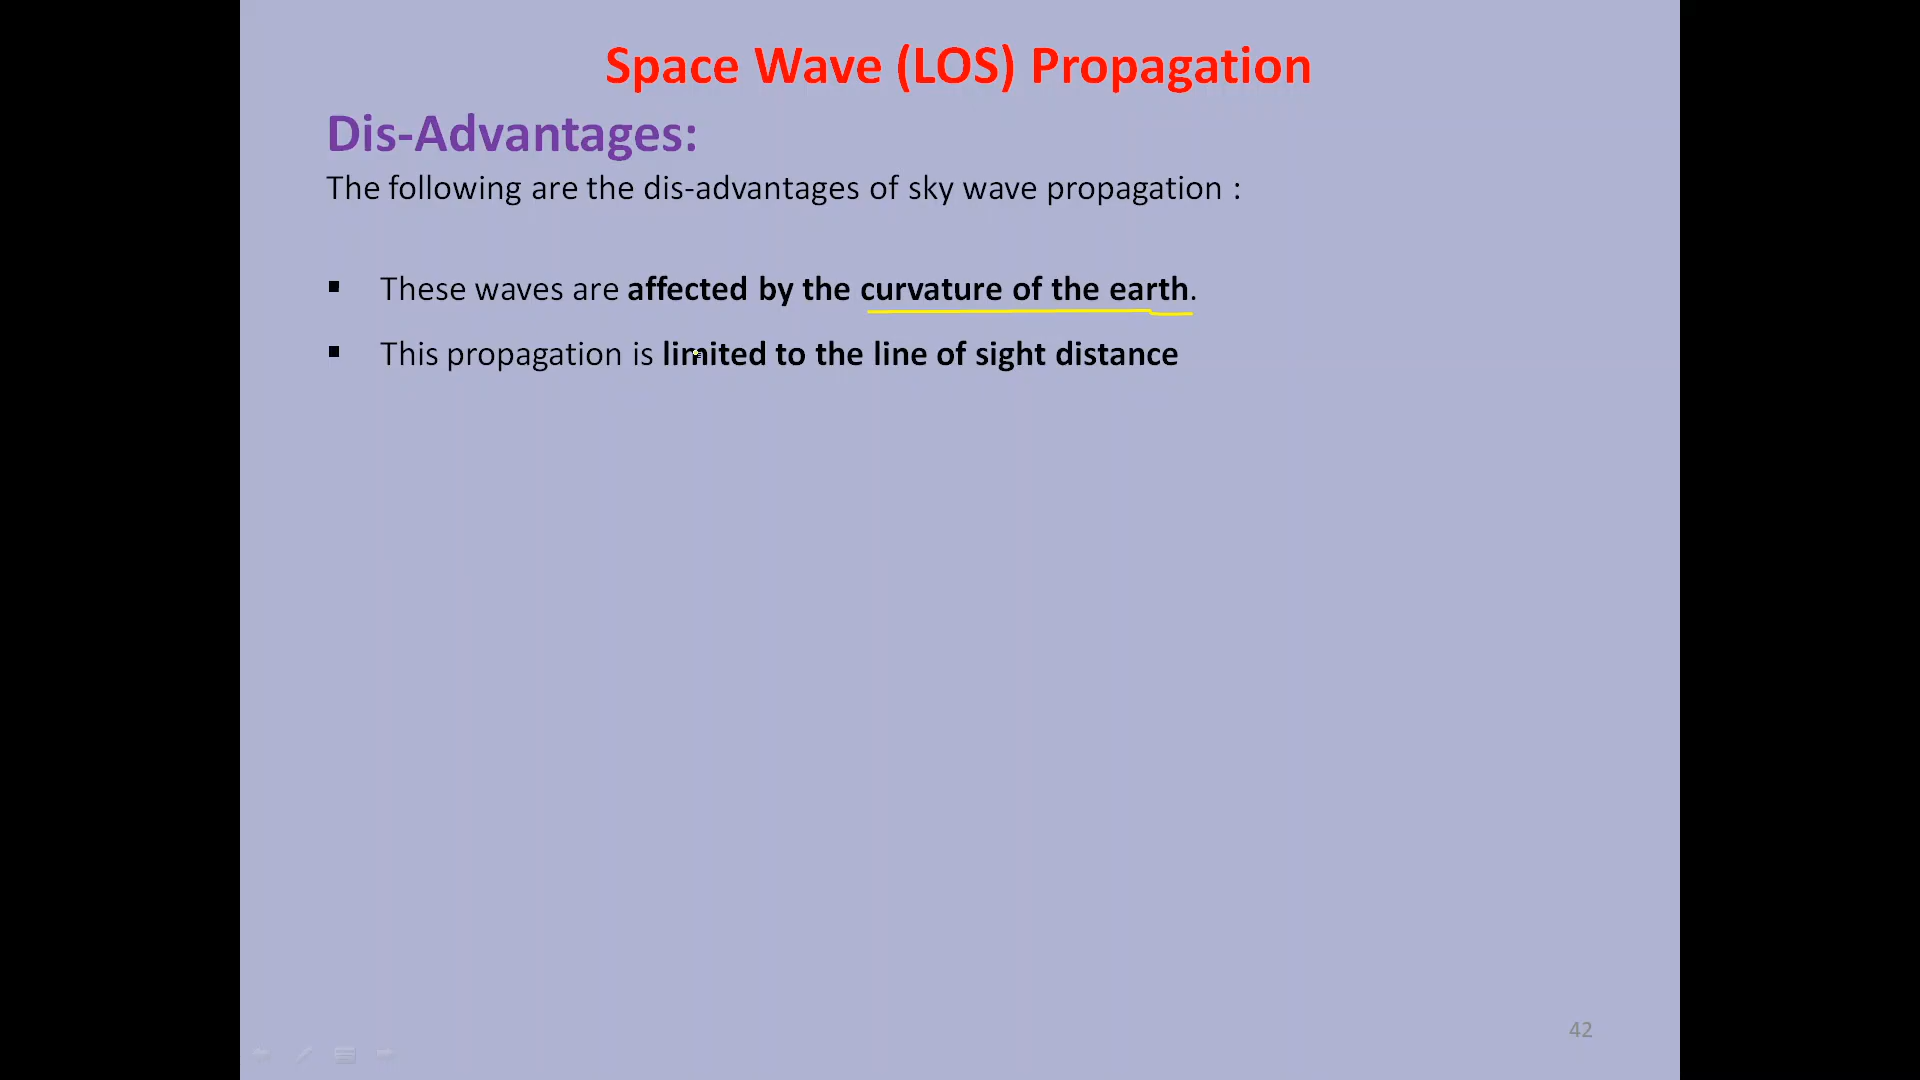 Space Wave (LOS) Propagation
Dis-Advantages:
The following are the dis-advantages of sky wave propagation :
▪ These waves are affected by the curvature of the earth.
▪ This propagation is limited to the line of sight distance
42